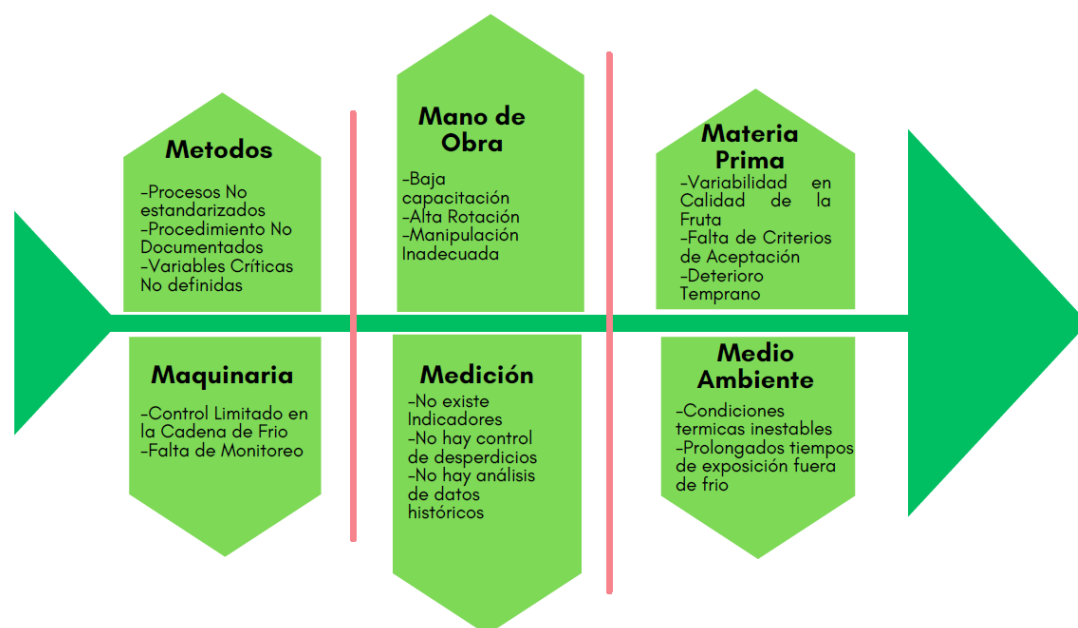 Metodos
-Procesos No
estandarizados
-Procedimiento No
Documentados
-Variables Críticas
No definidas
Mano de
Obra
-Baja
capacitación
-Alta Rotación
-Manipulación
Inadecuada
Materia
Prima
-Variabilidad en
Calidad de la
Fruta
-Falta de Criterios
de Aceptación
-Deterioro
Temprano
Maquinaria
-Control Limitado en
la Cadena de Frio
-Falta de Monitoreo
Medición
-No existe
Indicadores
-No hay control
de desperdicios
-No hay análisis
de datos
históricos
Medio
Ambiente
-Condiciones
termicas inestables
-Prolongados tiempos
de exposición fuera
de frio